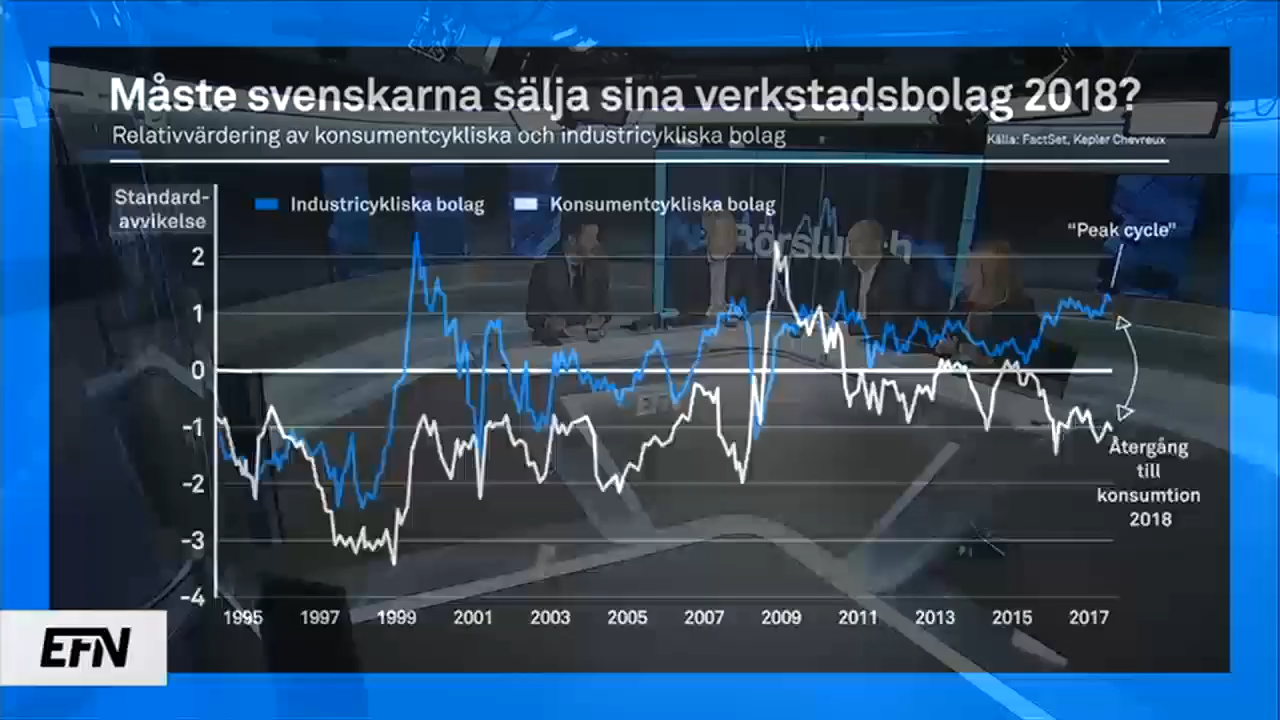 Måste svenskarna sälja sina verkstadsbolag 2018?
Relativvärdering av konsumentcykliska och industricykliska bolag
Källa: FactSet, Kepler Chevreux
Standard-
avvikelse
Industricykliska bolag
Konsumentcykliska bolag
Börslunch
"Peak cycle"
2
1
0
-1
-2
-3
-4
Återgång
till
konsumtion
2018
1995 1997 1999 2001 2003 2005 2007 2009 2011 2013 2015 2017
EFN
EFN